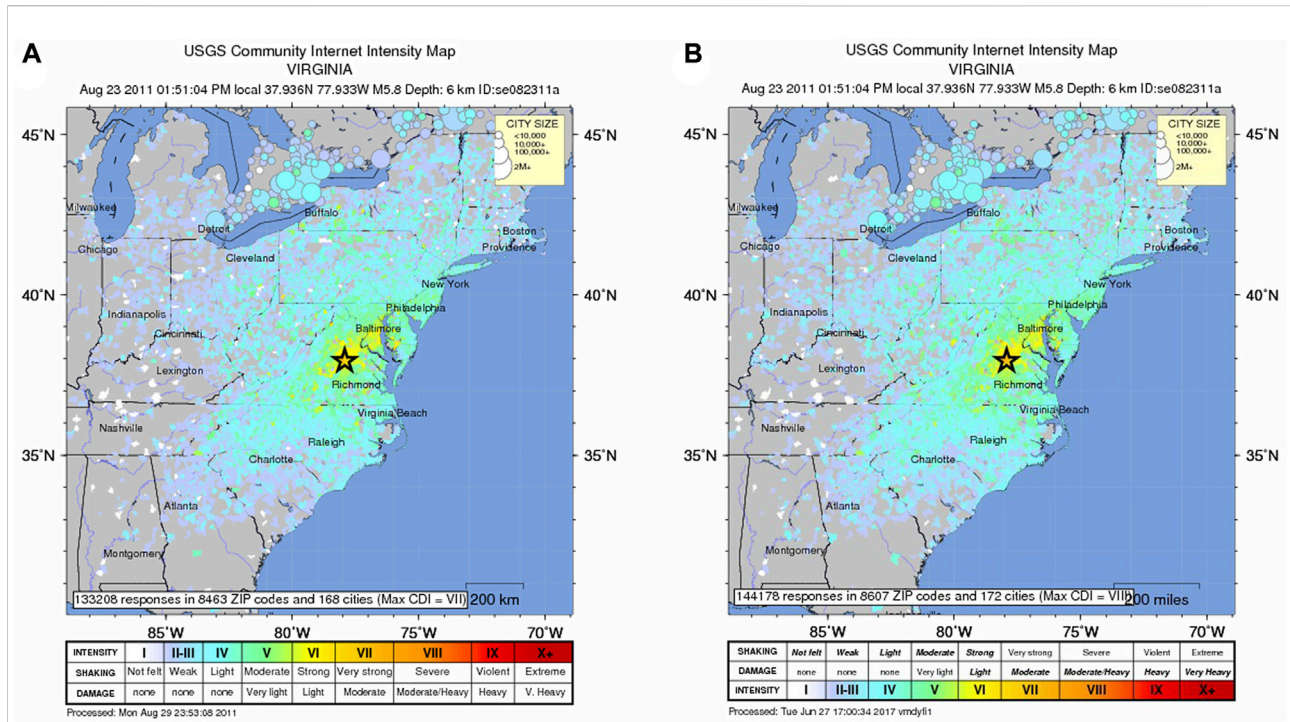 A
USGS Community Internet Intensity Map
VIRGINIA
Aug 23 2011 01:51:04 PM local 37.936N 77.933W M5.8 Depth: 6 km ID:se082311a
45°N
45°N
CITY SIZE
<10,000
10,000+
100,000+
2M+
Milwaukee
Buffalo
Detroit
Boston
Chicago
Providence
Cleveland
New York
40°N
40°N
Philadelphia
Indianapolis
Baltimore
Cincinnati
Lexington
Richmond
Virginia Beach
Nashville
Raleigh
35°N
35°N
Charlotte
Atlanta
Montgomery
133208 responses in 8463 ZIP codes and 168 cities (Max CDI = VII)
200 km
85°W 80°W 75°W 70°W
INTENSITY I II-III IV V VI VII VIII IX X+
SHAKING Not felt Weak Light Moderate Strong Very strong Severe Violent Extreme
DAMAGE none none none Very light Light Moderate Moderate/Heavy Heavy V. Heavy
Processed: Mon Aug 29 23:53:08 2011
B
USGS Community Internet Intensity Map
VIRGINIA
Aug 23 2011 01:51:04 PM local 37.936N 77.933W M5.8 Depth: 6 km ID:se082311a
45°N
45°N
CITY SIZE
<10,000
10,000+
100,000+
2M+
Milwaukee
Buffalo
Detroit
Boston
Chicago
Providence
Cleveland
New York
40°N
40°N
Philadelphia
Indianapolis
Baltimore
Cincinnati
Lexington
Richmond
Virginia Beach
Nashville
Raleigh
35°N
35°N
Charlotte
Atlanta
Montgomery
144178 responses in 8607 ZIP codes and 172 cities (Max CDI = VIII)
200 miles
85°W 80°W 75°W 70°W
SHAKING Not felt Weak Light Moderate Strong Very strong Severe Violent Extreme
DAMAGE none none none Very light Light Moderate Moderate/Heavy Heavy Very Heavy
INTENSITY I II-III IV V VI VII VIII IX X+
Processed: Tue Jun 27 17:00:34 2017 vmdyfi1